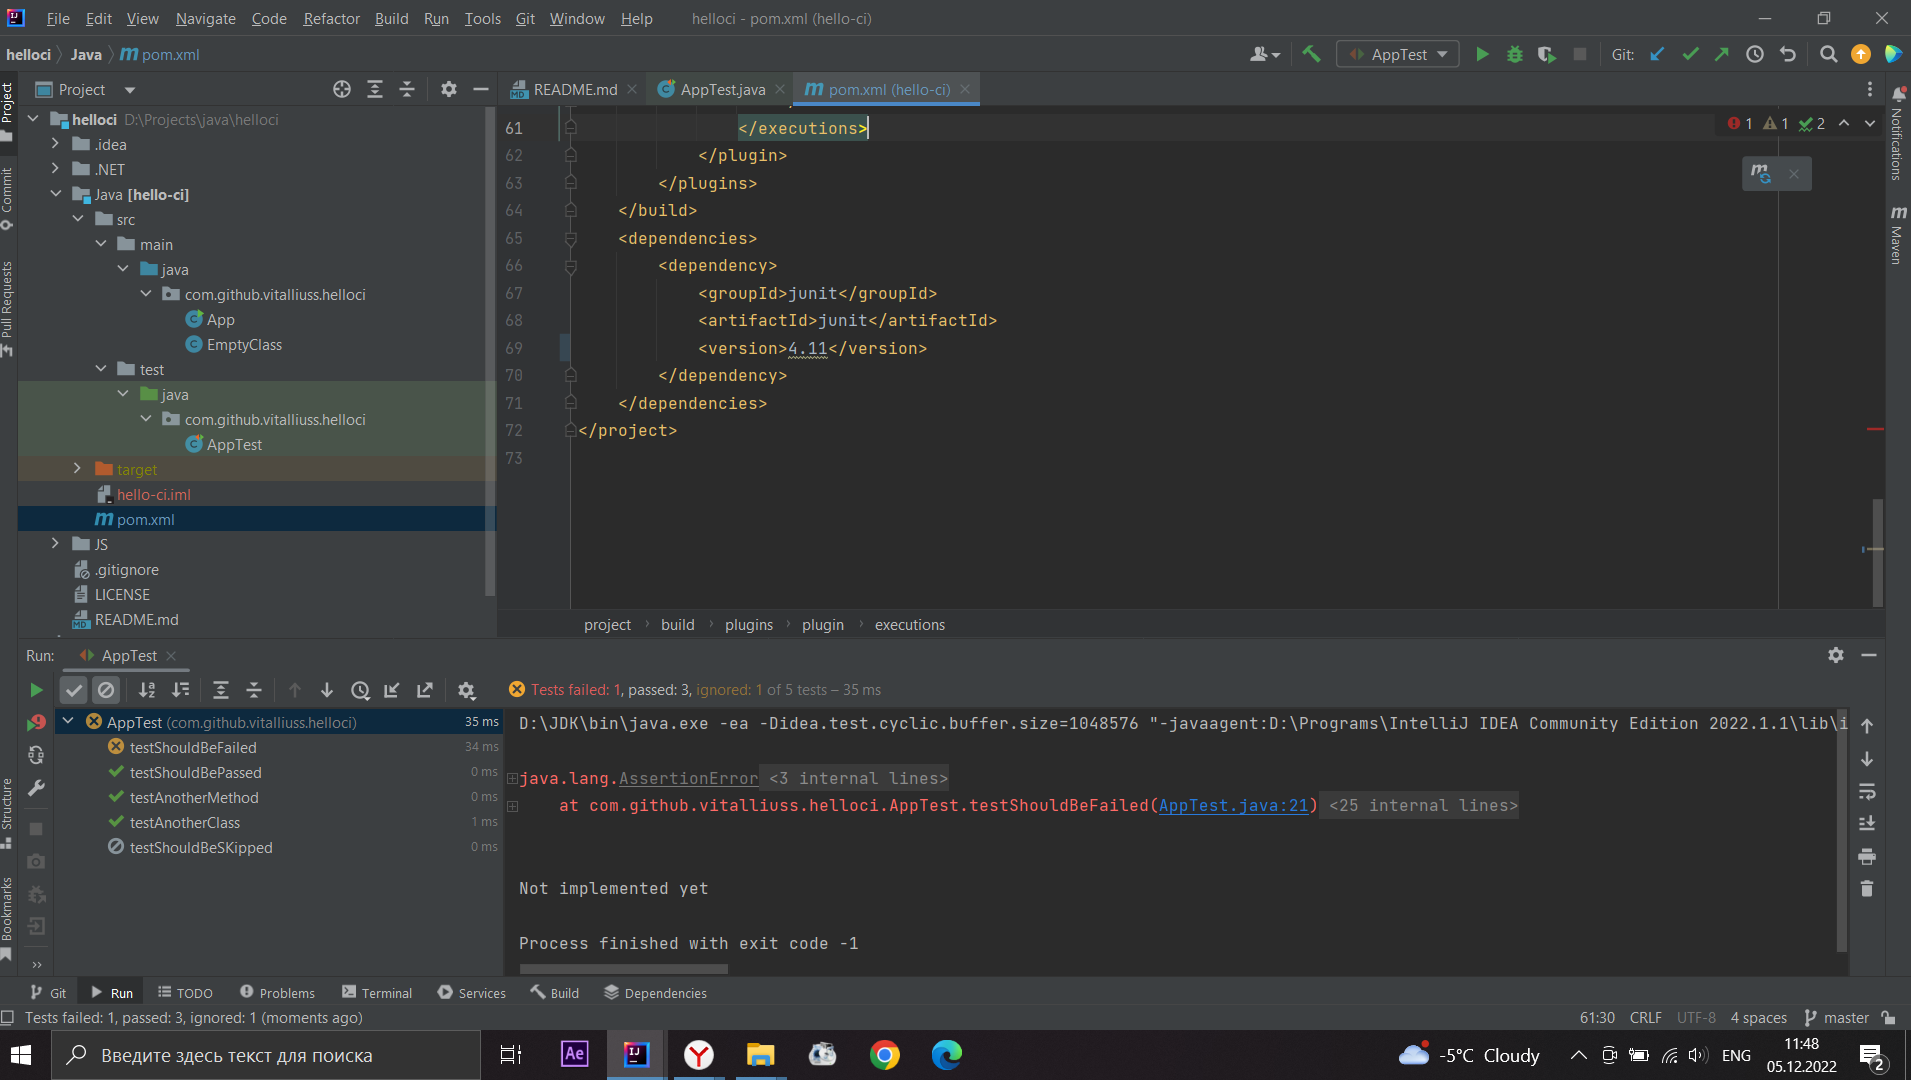 File Edit View Navigate Code Refactor Build Run Tools Git Window Help helloci - pom.xml (hello-ci)
helloci Java pom.xml AppTest Git:
Project
README.md AppTest.java pom.xml (hello-ci)
Project
Commit
Pull Requests
Structure
Bookmarks
helloci D:\Projects\java\helloci
.idea
.NET
Java [hello-ci]
src
main
java
com.github.vitalliuss.helloci
App
EmptyClass
test
java
com.github.vitalliuss.helloci
AppTest
target
hello-ci.iml
pom.xml
JS
.gitignore
LICENSE
README.md
61 </executions>
62 </plugin>
63 </plugins>
64 </build>
65 <dependencies>
66 <dependency>
67 <groupId>junit</groupId>
68 <artifactId>junit</artifactId>
69 <version>4.11</version>
70 </dependency>
71 </dependencies>
72 </project>
73
1 1 2
Notifications
Maven
project build plugins plugin executions
Run: AppTest
Tests failed: 1, passed: 3, ignored: 1 of 5 tests – 35 ms
AppTest (com.github.vitalliuss.helloci) 35 ms
testShouldBeFailed 34 ms
testShouldBePassed 0 ms
testAnotherMethod 0 ms
testAnotherClass 1 ms
testShouldBeSKipped 0 ms
D:\JDK\bin\java.exe -ea -Didea.test.cyclic.buffer.size=1048576 "-javaagent:D:\Programs\IntelliJ IDEA Community Edition 2022.1.1\lib\i
java.lang.AssertionError <3 internal lines>
at com.github.vitalliuss.helloci.AppTest.testShouldBeFailed(AppTest.java:21) <25 internal lines>
Not implemented yet
Process finished with exit code -1
Git Run TODO Problems Terminal Services Build Dependencies
Tests failed: 1, passed: 3, ignored: 1 (moments ago) 61:30 CRLF UTF-8 4 spaces master
Введите здесь текст для поиска
Ae
IJ
-5°C Cloudy ENG
11:48
05.12.2022
2